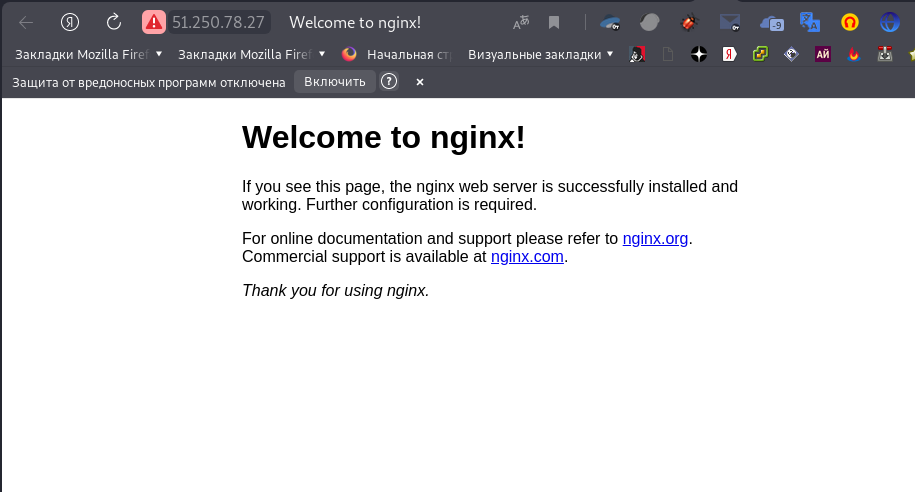 51.250.78.27 Welcome to nginx!
Закладки Mozilla Firef Закладки Mozilla Firef Начальная ст Визуальные закладки
Защита от вредоносных программ отключена Включить ? ×
Welcome to nginx!
If you see this page, the nginx web server is successfully installed and
working. Further configuration is required.
For online documentation and support please refer to nginx.org.
Commercial support is available at nginx.com.
Thank you for using nginx.